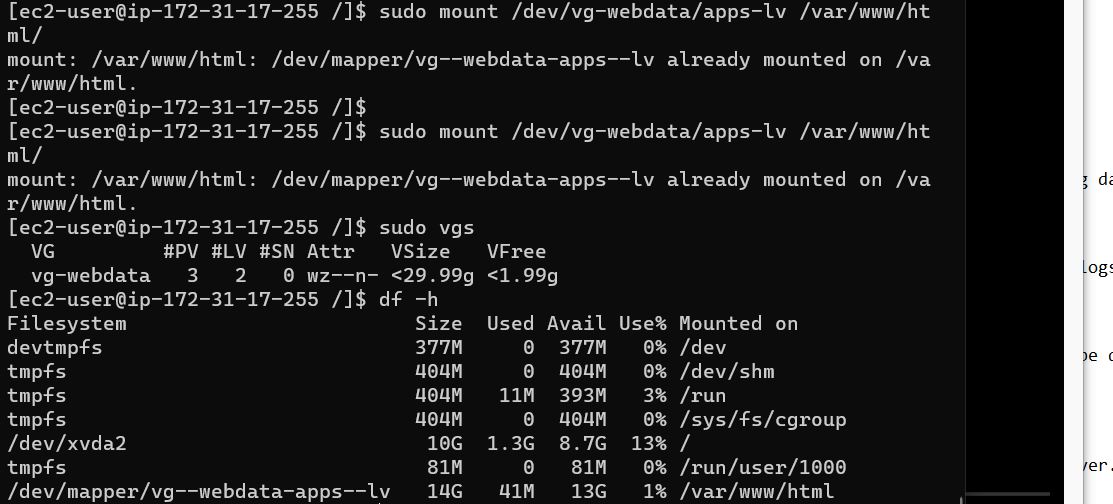 [ec2-user@ip-172-31-17-255 /]$ sudo mount /dev/vg-webdata/apps-lv /var/www/ht
ml/
mount: /var/www/html: /dev/mapper/vg--webdata-apps--lv already mounted on /va
r/www/html.
[ec2-user@ip-172-31-17-255 /]$
[ec2-user@ip-172-31-17-255 /]$ sudo mount /dev/vg-webdata/apps-lv /var/www/ht
ml/
mount: /var/www/html: /dev/mapper/vg--webdata-apps--lv already mounted on /va
r/www/html.
[ec2-user@ip-172-31-17-255 /]$ sudo vgs
  VG         #PV #LV #SN Attr   VSize   VFree
  vg-webdata   3   2   0 wz--n- <29.99g <1.99g
[ec2-user@ip-172-31-17-255 /]$ df -h
Filesystem                      Size  Used Avail Use% Mounted on
devtmpfs                        377M     0  377M   0% /dev
tmpfs                           404M     0  404M   0% /dev/shm
tmpfs                           404M   11M  393M   3% /run
tmpfs                           404M     0  404M   0% /sys/fs/cgroup
/dev/xvda2                       10G  1.3G  8.7G  13% /
tmpfs                            81M     0   81M   0% /run/user/1000
/dev/mapper/vg--webdata-apps--lv   14G   41M   13G   1% /var/www/html